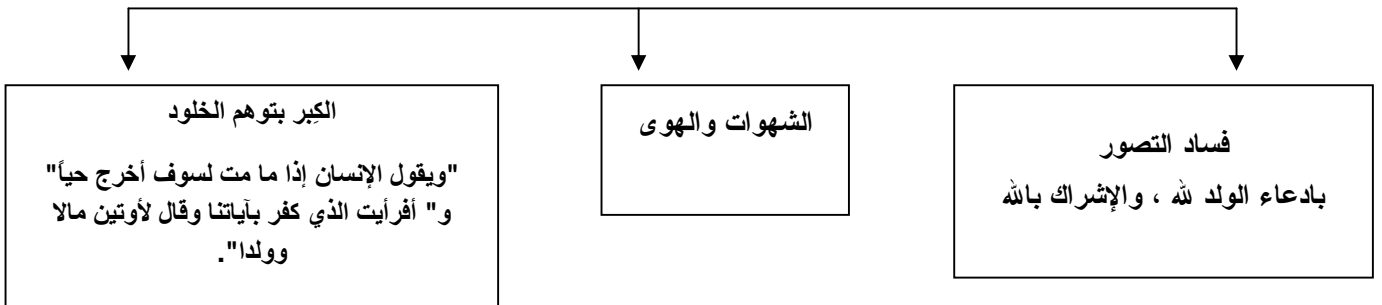 فساد التصور
بادعاء الولد لله ، والإشراك بالله
الشهوات والهوى
الكِبر بتوهم الخلود
"ويقول الإنسان إذا ما مت لسوف أخرج حياً"
و" أفرأيت الذي كفر بآياتنا وقال لأوتين مالا
وولدا".